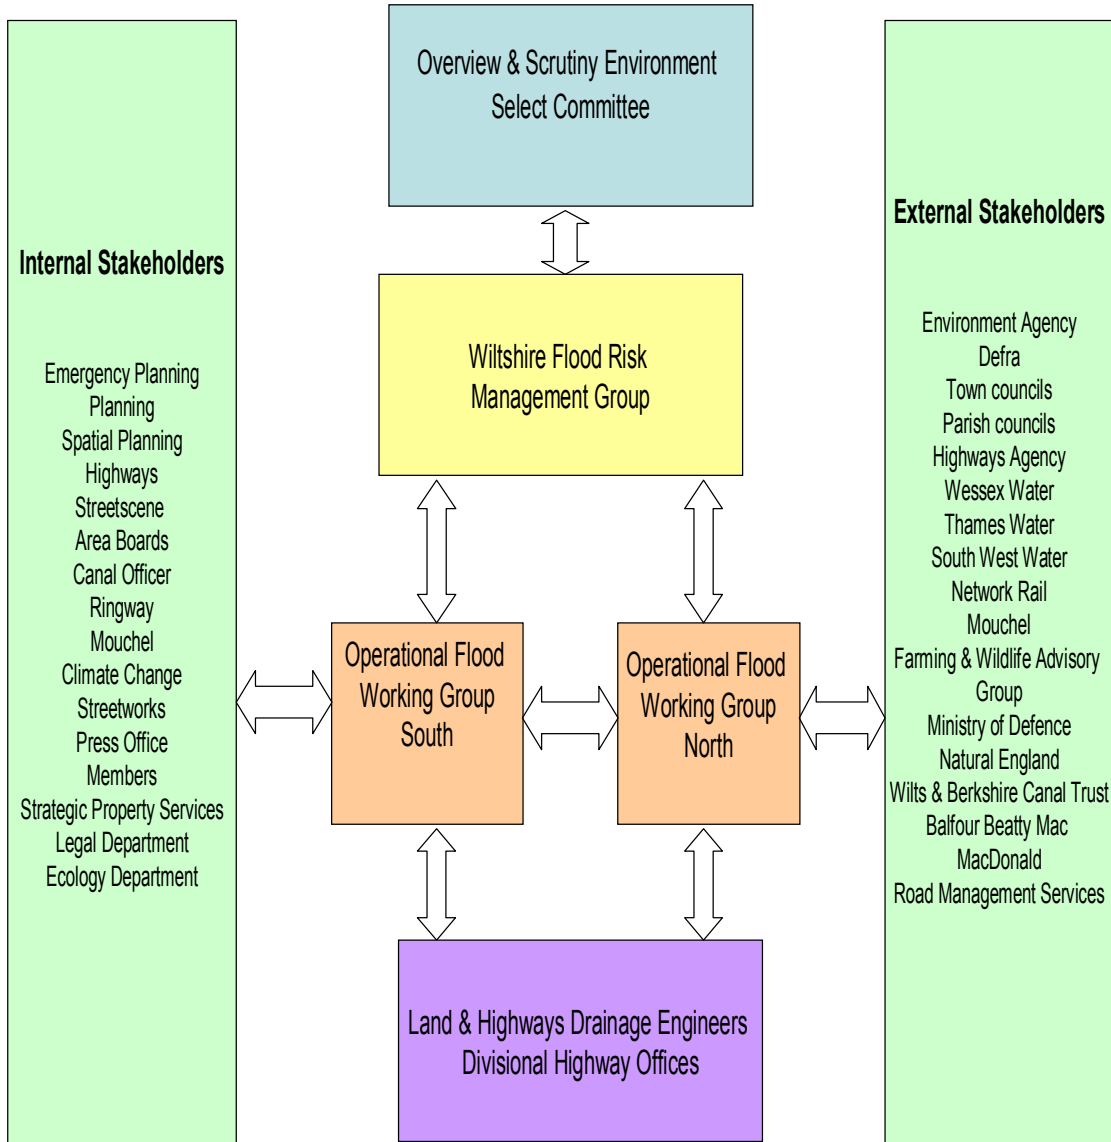 Overview & Scrutiny Environment
Select Committee
Internal Stakeholders
Emergency Planning
Planning
Spatial Planning
Highways
Streetscene
Area Boards
Canal Officer
Ringway
Mouchel
Climate Change
Streetworks
Press Office
Members
Strategic Property Services
Legal Department
Ecology Department
Wiltshire Flood Risk
Management Group
Operational Flood
Working Group
South
Operational Flood
Working Group
North
Land & Highways Drainage Engineers
Divisional Highway Offices
External Stakeholders
Environment Agency
Defra
Town councils
Parish councils
Highways Agency
Wessex Water
Thames Water
South West Water
Network Rail
Mouchel
Farming & Wildlife Advisory
Group
Ministry of Defence
Natural England
Wilts & Berkshire Canal Trust
Balfour Beatty Mac
MacDonald
Road Management Services